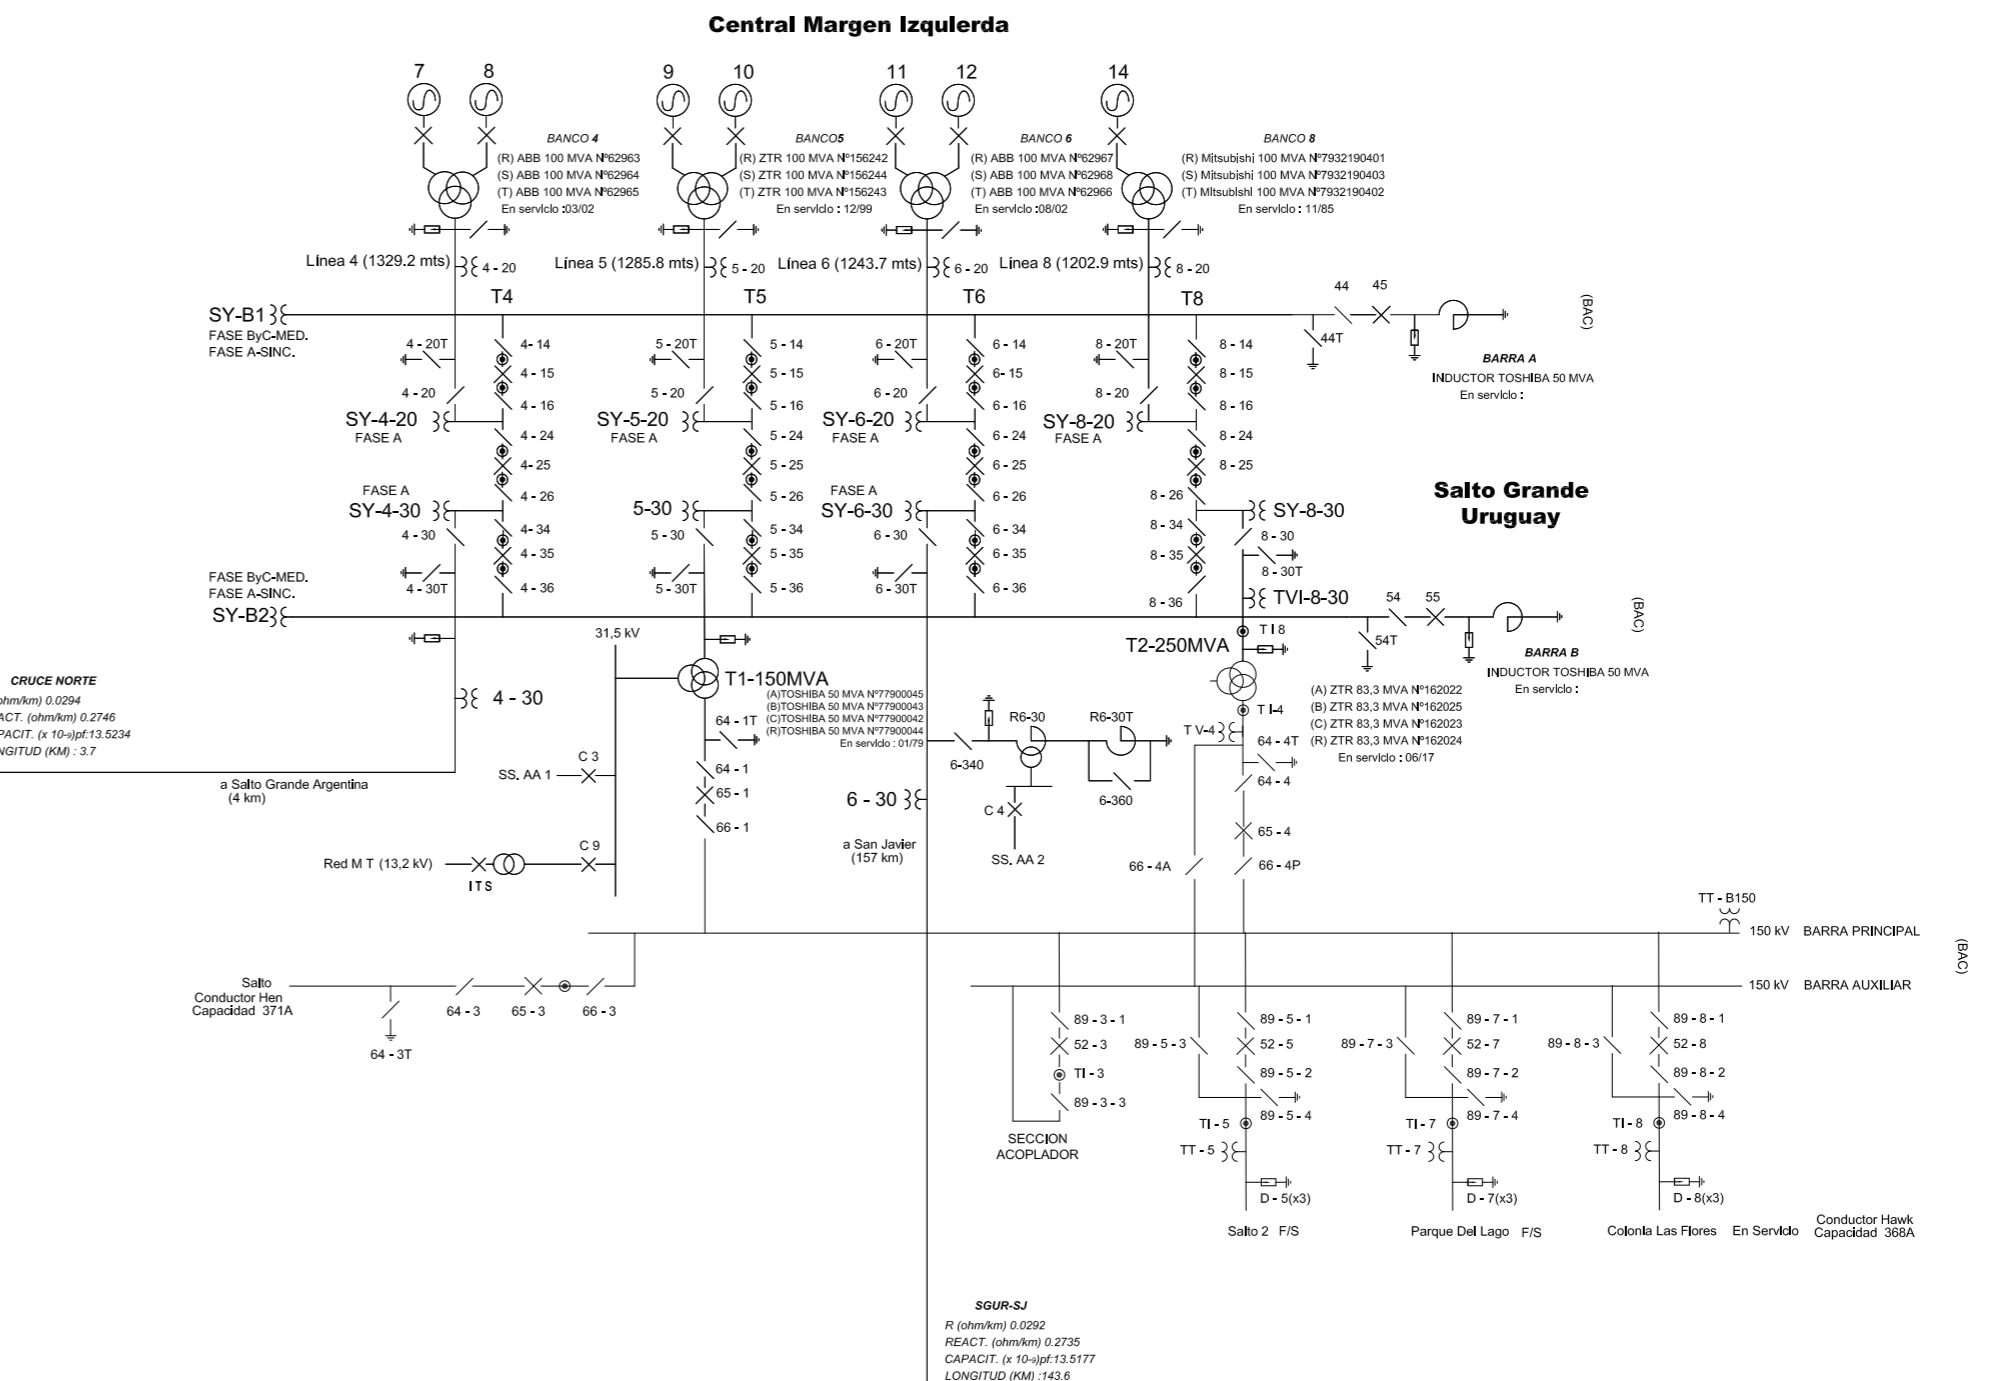 Central Margen Izquierda
7
8
9
10
11
12
14
BANCO 4
(R) ABB 100 MVA Nº62963
(S) ABB 100 MVA Nº62964
(T) ABB 100 MVA Nº62965
En servicio :03/02
BANCO5
(R) ZTR 100 MVA Nº156242
(S) ZTR 100 MVA Nº156244
(T) ZTR 100 MVA Nº156243
En servicio : 12/99
BANCO 6
(R) ABB 100 MVA Nº62967
(S) ABB 100 MVA Nº62968
(T) ABB 100 MVA Nº62966
En servicio :08/02
BANCO 8
(R) Mitsubishi 100 MVA Nº7932190401
(S) Mitsubishi 100 MVA Nº7932190403
(T) Mitsubishi 100 MVA Nº7932190402
En servicio : 11/85
Línea 4 (1329.2 mts)
4 - 20
Línea 5 (1285.8 mts)
5 - 20
Línea 6 (1243.7 mts)
6 - 20
Línea 8 (1202.9 mts)
8 - 20
T4
T5
T6
T8
SY-B1
FASE ByC-MED.
FASE A-SINC.
44
45
44T
(BAC)
BARRA A
INDUCTOR TOSHIBA 50 MVA
En servicio :
4 - 20T
4 - 14
4 - 15
4 - 20
4 - 16
SY-4-20
FASE A
4 - 24
4 - 25
4 - 26
FASE A
SY-4-30
4 - 30
4 - 34
4 - 35
4 - 30T
4 - 36
5 - 20T
5 - 14
5 - 15
5 - 20
5 - 16
SY-5-20
FASE A
5 - 24
5 - 25
5 - 26
5-30
5 - 30
5 - 34
5 - 35
5 - 30T
5 - 36
6 - 20T
6 - 14
6- 15
6 - 20
6 - 16
SY-6-20
FASE A
6 - 24
6 - 25
6 - 26
FASE A
SY-6-30
6 - 30
6 - 34
6 - 35
6 - 30T
6 - 36
8 - 20T
8 - 14
8 - 15
8 - 20
8 - 16
SY-8-20
FASE A
8 - 24
8 - 25
8 - 26
SY-8-30
8 - 34
8 - 30
8 - 35
8 - 30T
8 - 36
TVI-8-30
Salto Grande
Uruguay
FASE ByC-MED.
FASE A-SINC.
SY-B2
54
55
54T
(BAC)
BARRA B
INDUCTOR TOSHIBA 50 MVA
En servicio :
31,5 kV
T I 8
T2-250MVA
T1-150MVA
(A)TOSHIBA 50 MVA Nº77900045
(B)TOSHIBA 50 MVA Nº77900043
(C)TOSHIBA 50 MVA Nº77900042
(R)TOSHIBA 50 MVA Nº77900044
En servicio : 01/79
(A) ZTR 83,3 MVA Nº162022
(B) ZTR 83,3 MVA Nº162025
(C) ZTR 83,3 MVA Nº162023
(R) ZTR 83,3 MVA Nº162024
En servicio : 06/17
CRUCE NORTE
ohm/km) 0.0294
ACT. (ohm/km) 0.2746
PACIT. (x 10-9)pf:13.5234
NGITUD (KM) : 3.7
4 - 30
a Salto Grande Argentina
(4 km)
64 - 1T
64 - 1
65 - 1
66 - 1
C 3
SS. AA 1
C 9
Red M T (13,2 kV)
I T S
6 - 30
a San Javier
(157 km)
R6-30
R6-30T
6-340
6-360
C 4
SS. AA 2
T I-4
T V-4
64 - 4T
64 - 4
65 - 4
66 - 4A
66 - 4P
TT - B150
150 kV BARRA PRINCIPAL
(BAC)
150 kV BARRA AUXILIAR
Salto
Conductor Hen
Capacidad 371A
64 - 3
65 - 3
66 - 3
64 - 3T
89 - 3 - 1
52 - 3
TI - 3
89 - 3 - 3
SECCION
ACOPLADOR
89 - 5 - 1
89 - 5 - 3
52 - 5
89 - 5 - 2
89 - 5 - 4
TI - 5
TT - 5
D - 5(x3)
Salto 2 F/S
89 - 7 - 1
89 - 7 - 3
52 - 7
89 - 7 - 2
89 - 7 - 4
TI - 7
TT - 7
D - 7(x3)
Parque Del Lago F/S
89 - 8 - 1
89 - 8 - 3
52 - 8
89 - 8 - 2
89 - 8 - 4
TI - 8
TT - 8
D - 8(x3)
Colonia Las Flores En Servicio
Conductor Hawk
Capacidad 368A
SGUR-SJ
R (ohm/km) 0.0292
REACT. (ohm/km) 0.2735
CAPACIT. (x 10-9)pf:13.5177
LONGITUD (KM) :143.6